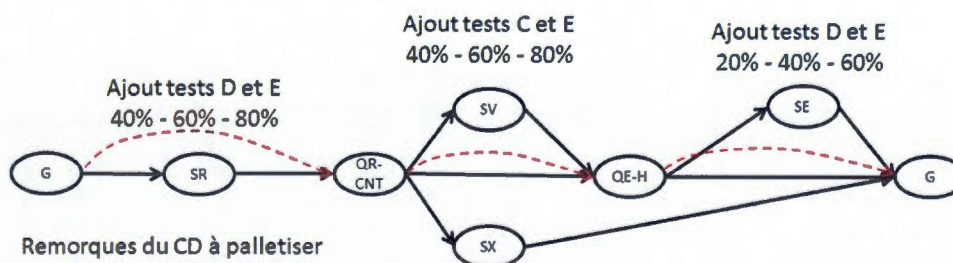 Ajout tests C et E
40% - 60% - 80%
Ajout tests D et E
20% - 40% - 60%
Ajout tests D et E
40% - 60% - 80%
SV
SE
G
SR
QR-
CNT
QE-H
G
SX
Remorques du CD à palletiser